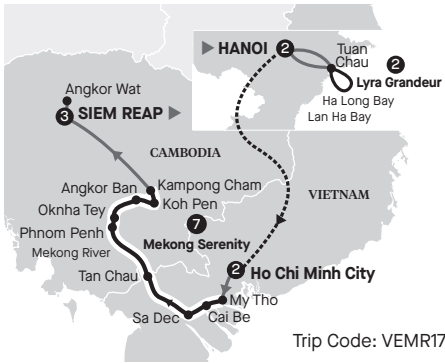 ▶ HANOI 2
Tuan
Chau
2
Lyra Grandeur
Ha Long Bay
Lan Ha Bay
Angkor Wat
3 SIEM REAP ▶
CAMBODIA
VIETNAM
Angkor Ban
Kampong Cham
Oknha Tey
Koh Pen
Phnom Penh
7
Mekong Serenity
Mekong River
Tan Chau
2 Ho Chi Minh City
My Tho
Sa Dec
Cai Be
Trip Code: VEMR17